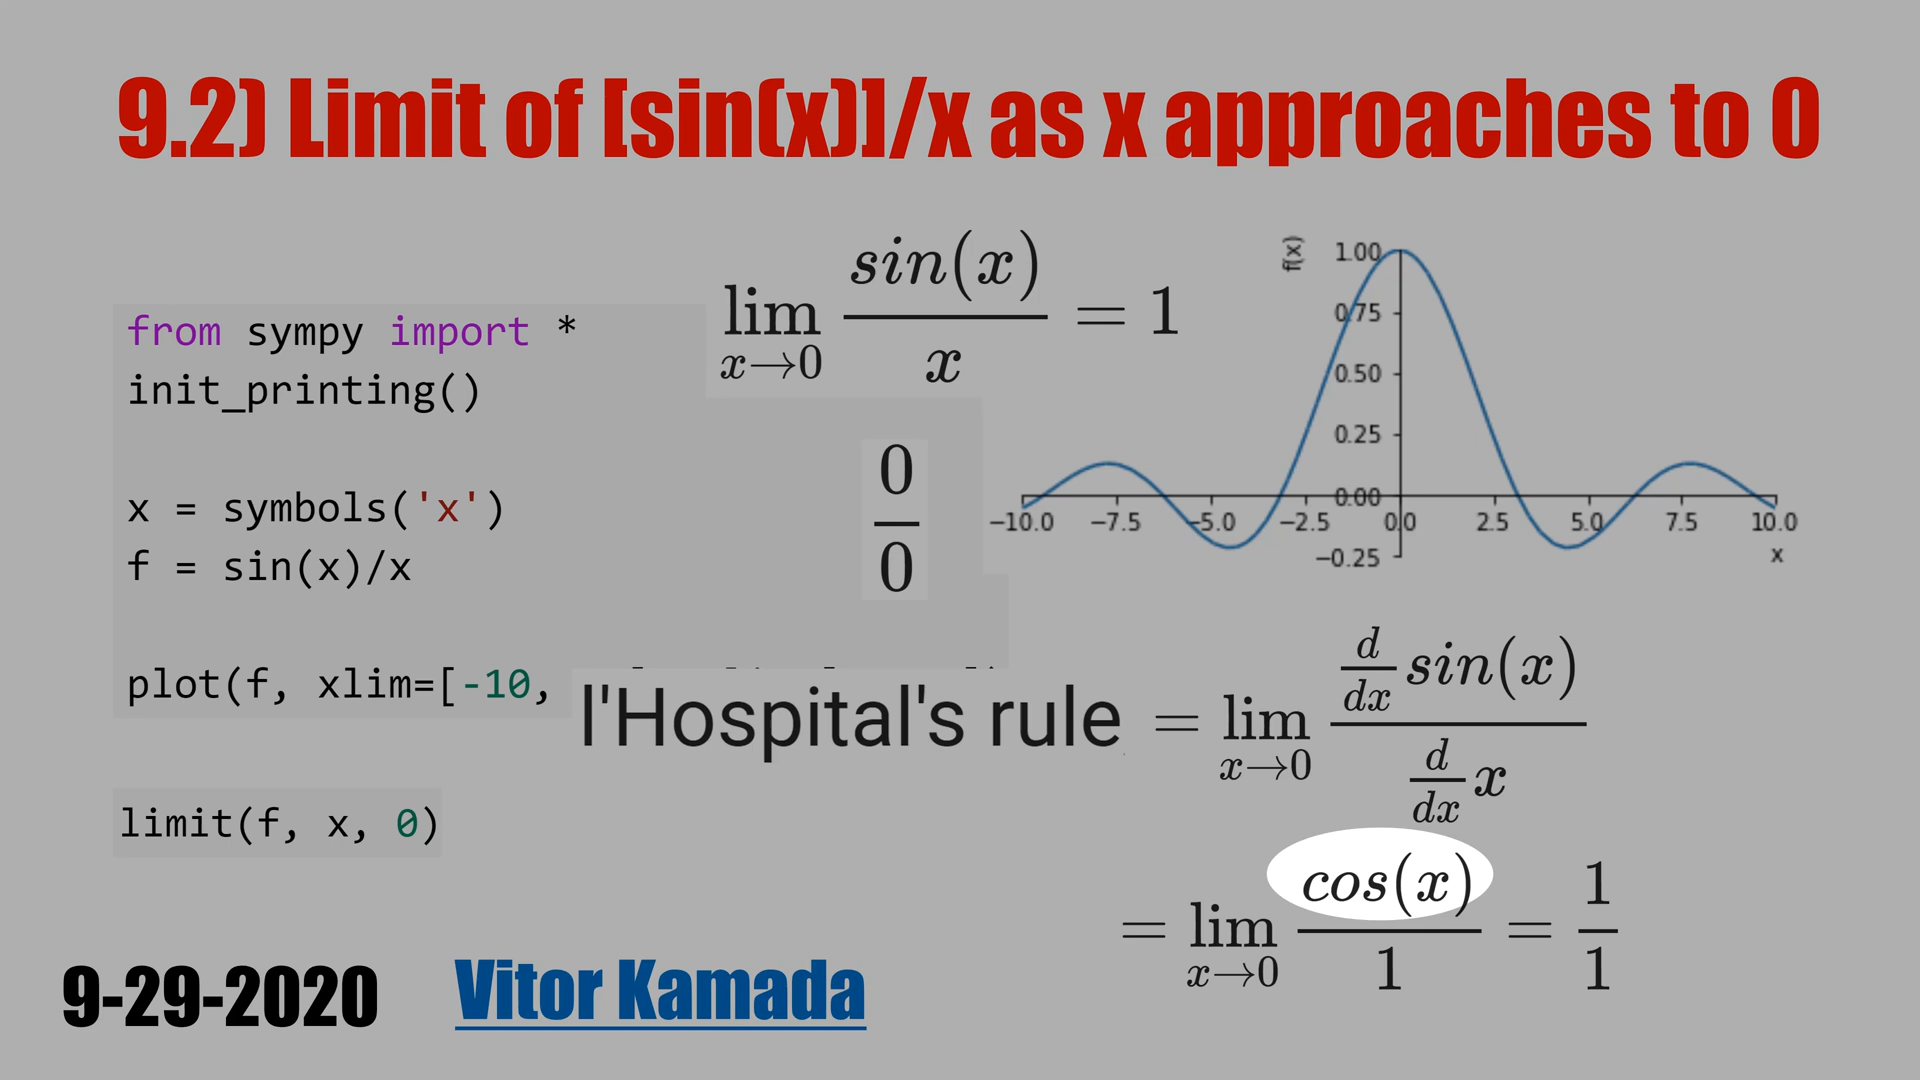 9.2) Limit of [sin(x)]/x as x approaches to 0
from sympy import *
init_printing()
x = symbols('x')
f = sin(x)/x
plot(f, xlim=[-10,
limit(f, x, 0)
lim x→0 sin(x)/x = 1
0/0
f(x)
1.00
0.75
0.50
0.25
0.00
−10.0 −7.5 −5.0 −2.5 0.0 2.5 5.0 7.5 10.0
−0.25
x
l'Hospital's rule = lim x→0 d/dx sin(x) / d/dx x
= lim x→0 cos(x)/1 = 1/1
9-29-2020 Vitor Kamada